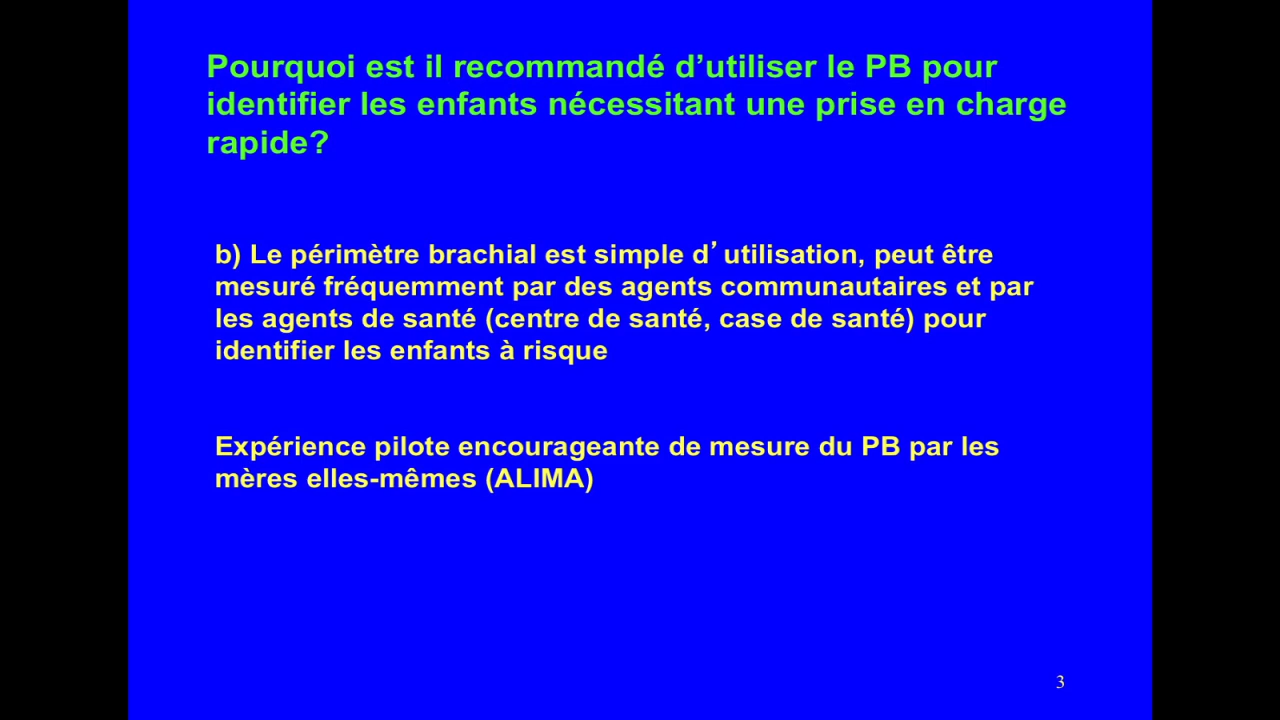 Pourquoi est il recommandé d’utiliser le PB pour
identifier les enfants nécessitant une prise en charge
rapide?
b) Le périmètre brachial est simple d’ utilisation, peut être
mesuré fréquemment par des agents communautaires et par
les agents de santé (centre de santé, case de santé) pour
identifier les enfants à risque
Expérience pilote encourageante de mesure du PB par les
mères elles-mêmes (ALIMA)
3